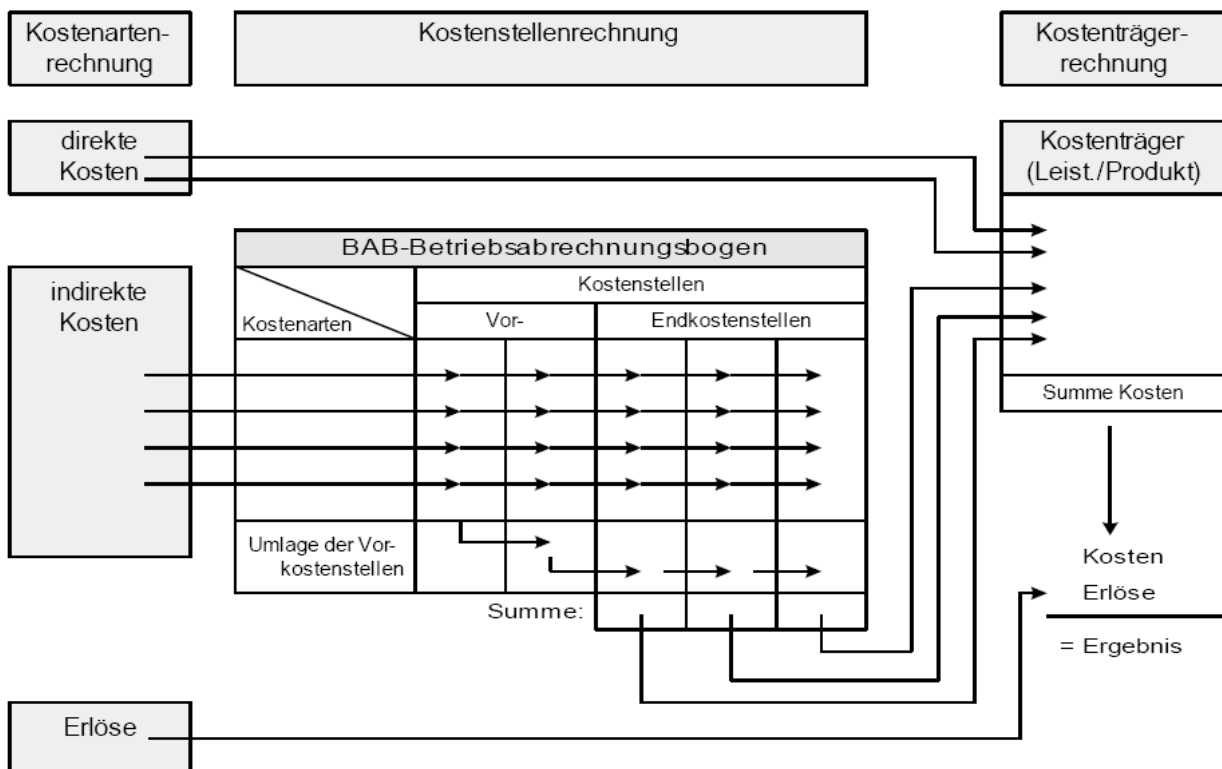 Kostenarten-
rechnung
Kostenstellenrechnung
Kostenträger-
rechnung
direkte
Kosten
Kostenträger
(Leist./Produkt)
BAB-Betriebsabrechnungsbogen
indirekte
Kosten
Kostenarten
Kostenstellen
Vor-
Endkostenstellen
Summe Kosten
Umlage der Vor-
kostenstellen
Summe:
Kosten
Erlöse
= Ergebnis
Erlöse